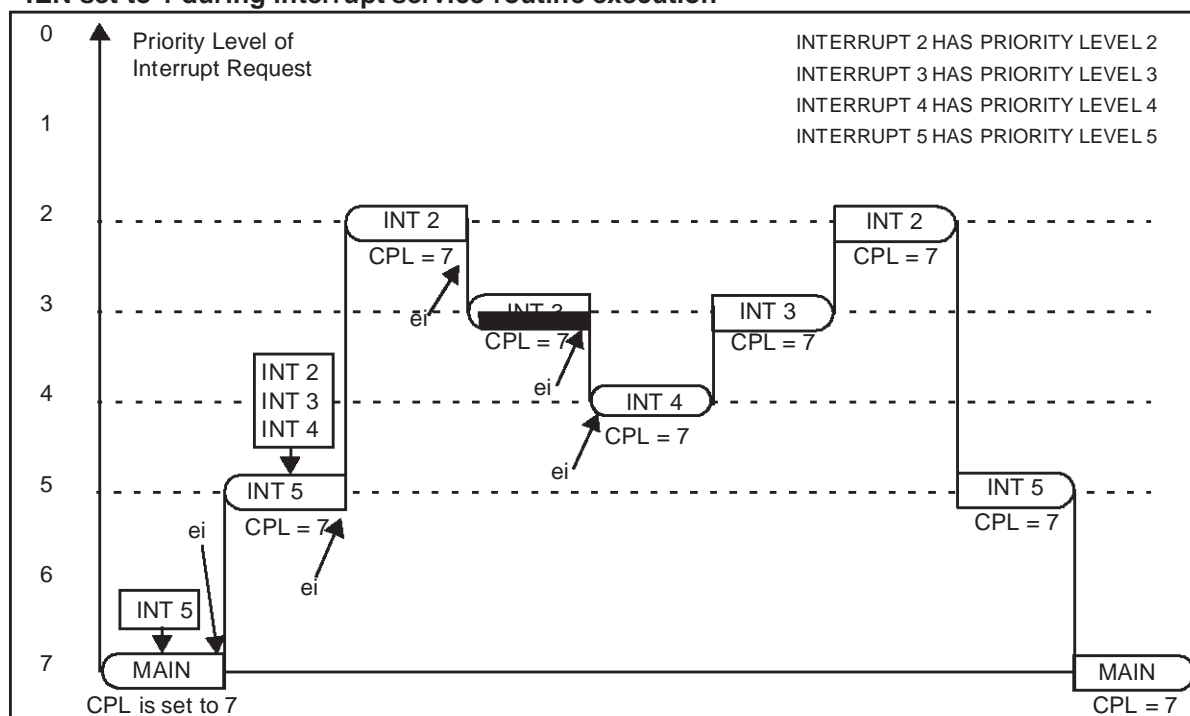 set to 1 during interrupt service routine execution
0
Priority Level of
Interrupt Request
INTERRUPT 2 HAS PRIORITY LEVEL 2
INTERRUPT 3 HAS PRIORITY LEVEL 3
INTERRUPT 4 HAS PRIORITY LEVEL 4
INTERRUPT 5 HAS PRIORITY LEVEL 5
1
2
INT 2
CPL = 7
INT 2
CPL = 7
3
ei
INT
CPL = 7
INT 3
CPL = 7
INT 2
INT 3
INT 4
4
ei
INT 4
CPL = 7
ei
5
INT 5
CPL = 7
INT 5
CPL = 7
ei
ei
6
INT 5
7
MAIN
CPL is set to 7
MAIN
CPL = 7